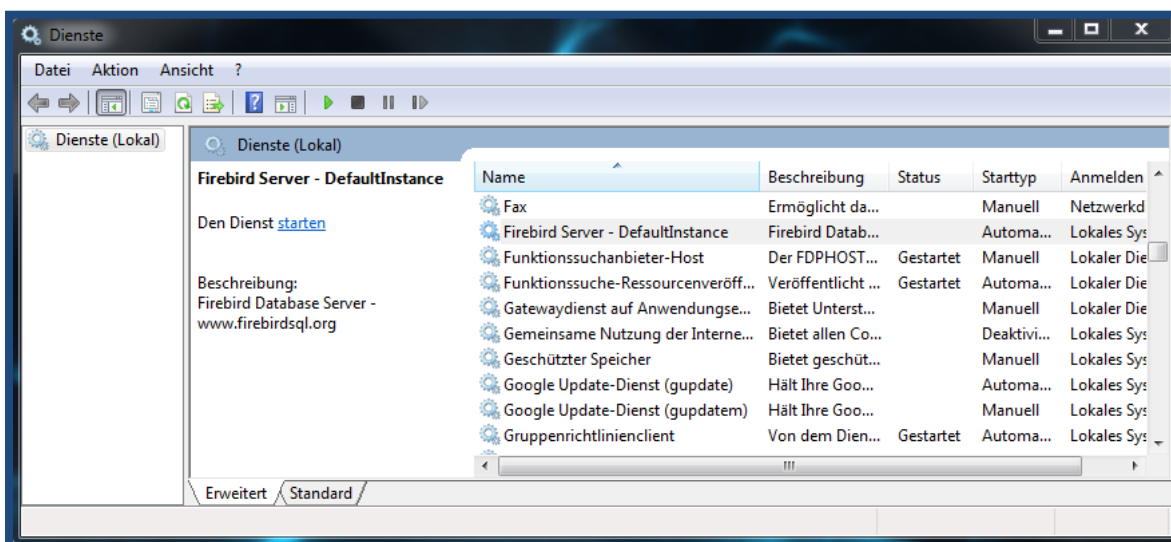 Dienste
Datei Aktion Ansicht ?
Dienste (Lokal)
Dienste (Lokal)
Firebird Server - DefaultInstance
Den Dienst starten
Beschreibung:
Firebird Database Server -
www.firebirdsql.org
Name Beschreibung Status Starttyp Anmelden
Fax Ermöglicht da... Manuell Netzwerkd
Firebird Server - DefaultInstance Firebird Datab... Automa... Lokales Sys
Funktionssuchanbieter-Host Der FDPHOST... Gestartet Manuell Lokaler Die
Funktionssuche-Ressourcenveröff... Veröffentlicht ... Gestartet Automa... Lokaler Die
Gatewaydienst auf Anwendungse... Bietet Unterst... Manuell Lokaler Die
Gemeinsame Nutzung der Interne... Bietet allen Co... Deaktivi... Lokales Sys
Geschützter Speicher Bietet geschüt... Manuell Lokales Sys
Google Update-Dienst (gupdate) Hält Ihre Goo... Automa... Lokales Sys
Google Update-Dienst (gupdatem) Hält Ihre Goo... Manuell Lokales Sys
Gruppenrichtlinienclient Von dem Dien... Gestartet Automa... Lokales Sys
Erweitert Standard